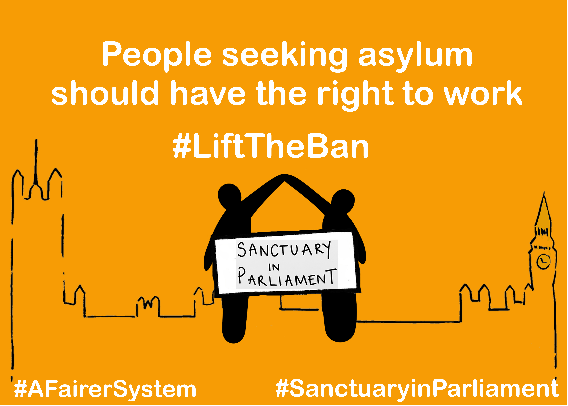 People seeking asylum
should have the right to work
#LiftTheBan
SANCTUARY
IN
PARLIAMENT
#AFairerSystem
#SanctuaryinParliament